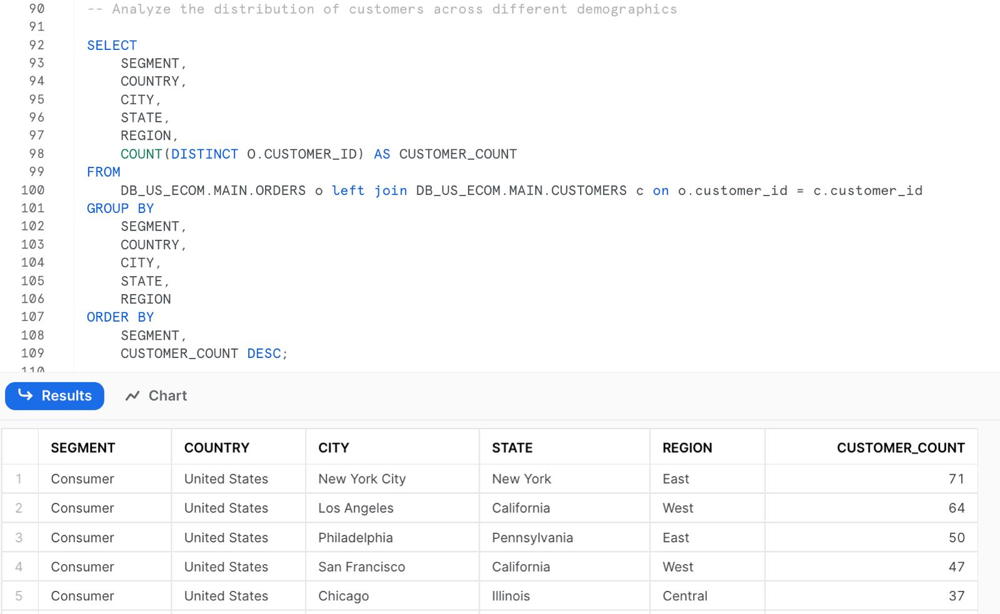 90 -- Analyze the distribution of customers across different demographics
91
92 SELECT
93 SEGMENT,
94 COUNTRY,
95 CITY,
96 STATE,
97 REGION,
98 COUNT(DISTINCT O.CUSTOMER_ID) AS CUSTOMER_COUNT
99 FROM
100 DB_US_ECOM.MAIN.ORDERS o left join DB_US_ECOM.MAIN.CUSTOMERS c on o.customer_id = c.customer_id
101 GROUP BY
102 SEGMENT,
103 COUNTRY,
104 CITY,
105 STATE,
106 REGION
107 ORDER BY
108 SEGMENT,
109 CUSTOMER_COUNT DESC;
110
Results Chart
SEGMENT COUNTRY CITY STATE REGION CUSTOMER_COUNT
1 Consumer United States New York City New York East 71
2 Consumer United States Los Angeles California West 64
3 Consumer United States Philadelphia Pennsylvania East 50
4 Consumer United States San Francisco California West 47
5 Consumer United States Chicago Illinois Central 37